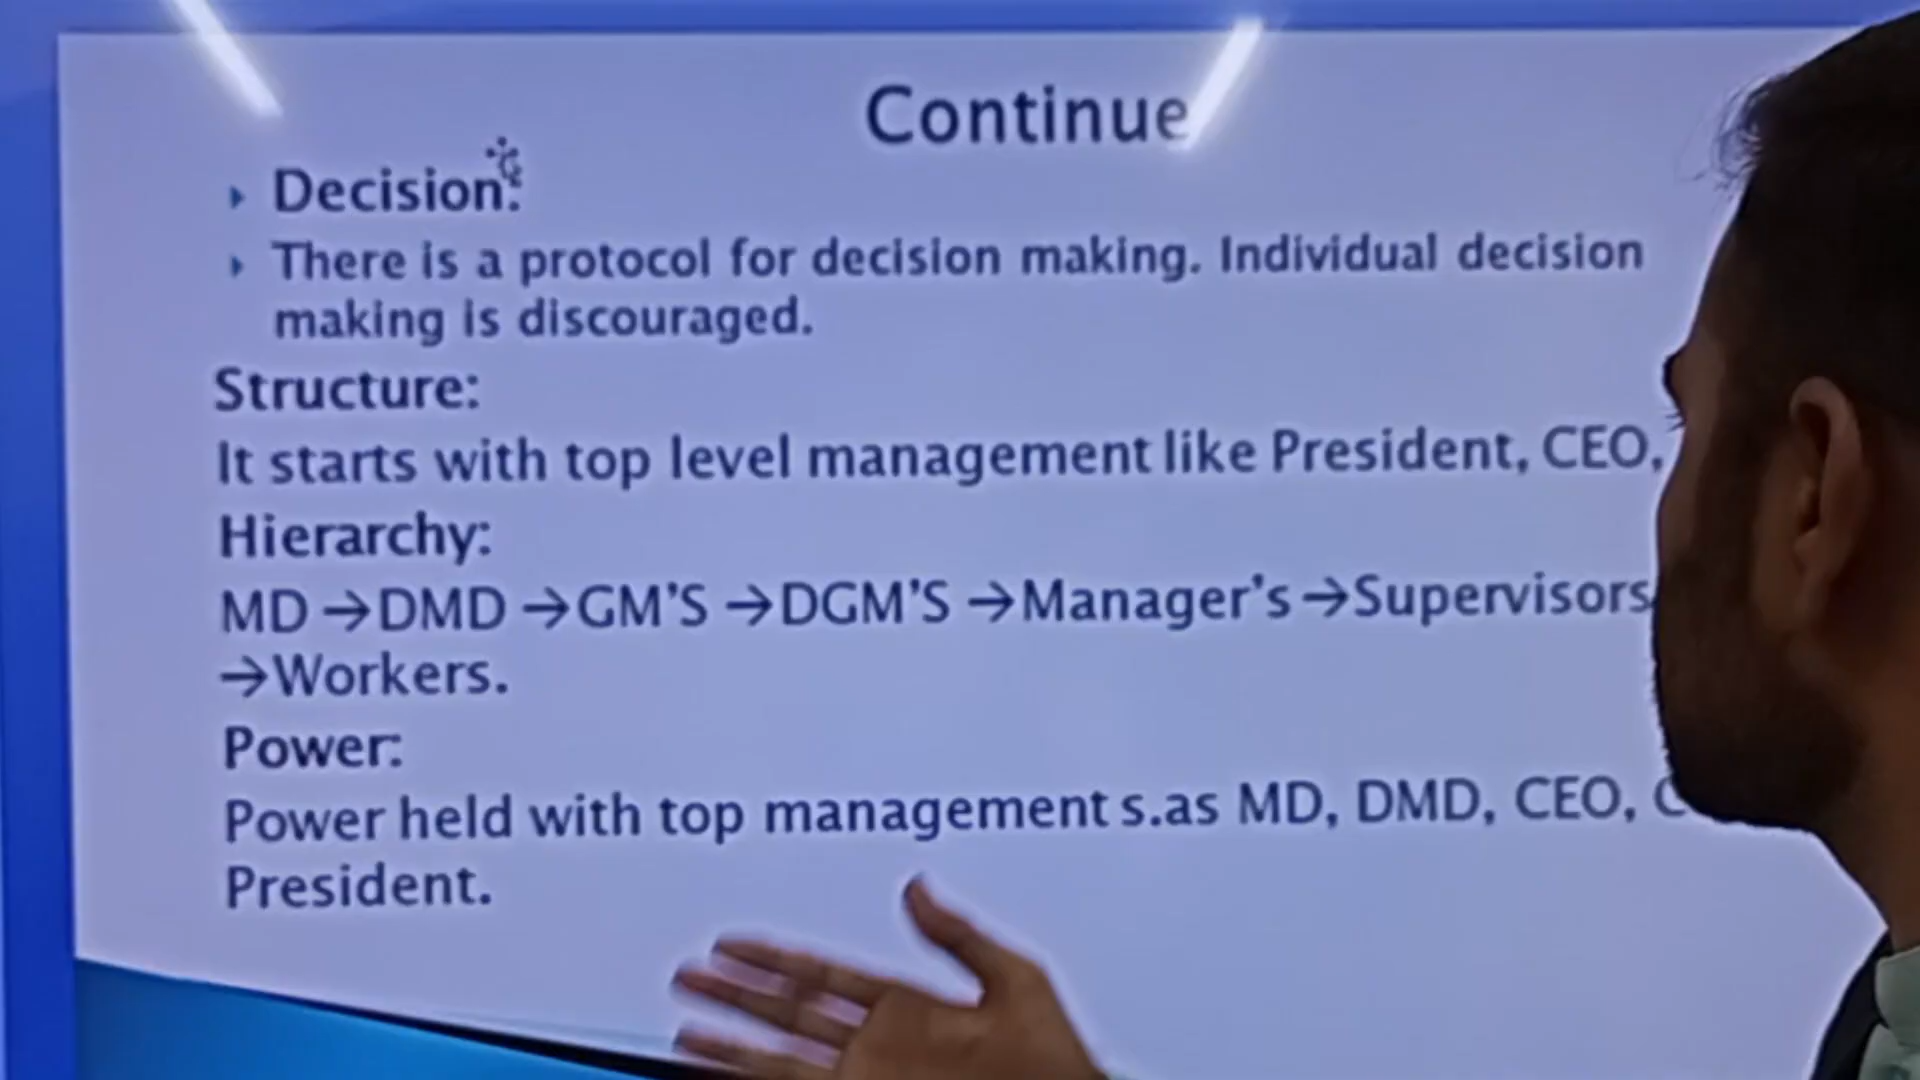 Continue
Decision:
There is a protocol for decision making. Individual decision
making is discouraged.
Structure:
It starts with top level management like President, CEO,
Hierarchy:
MD →DMD →GM'S →DGM'S →Manager's →Supervisors
→Workers.
Power:
Power held with top management s.as MD, DMD, CEO,
President.